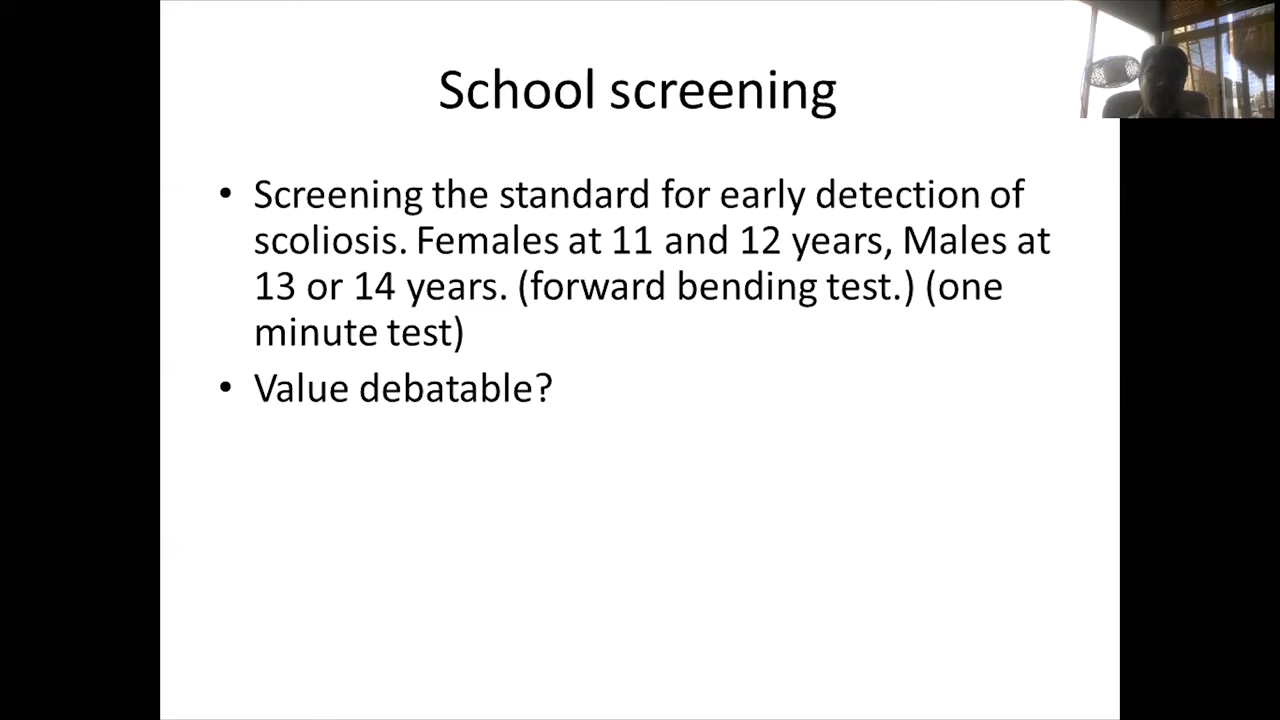 School screening
• Screening the standard for early detection of
scoliosis. Females at 11 and 12 years, Males at
13 or 14 years. (forward bending test.) (one
minute test)
• Value debatable?